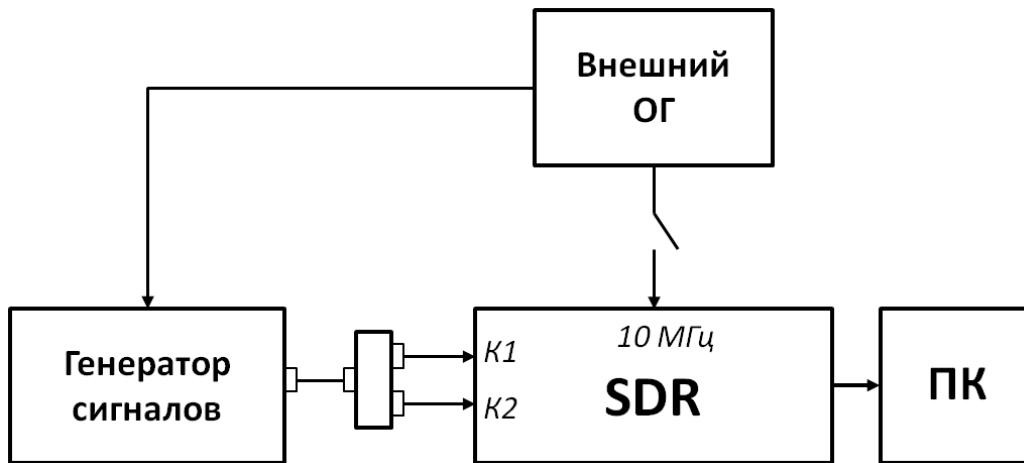 Внешний
ОГ
10 МГц
Генератор
сигналов
К1
К2
SDR
ПК